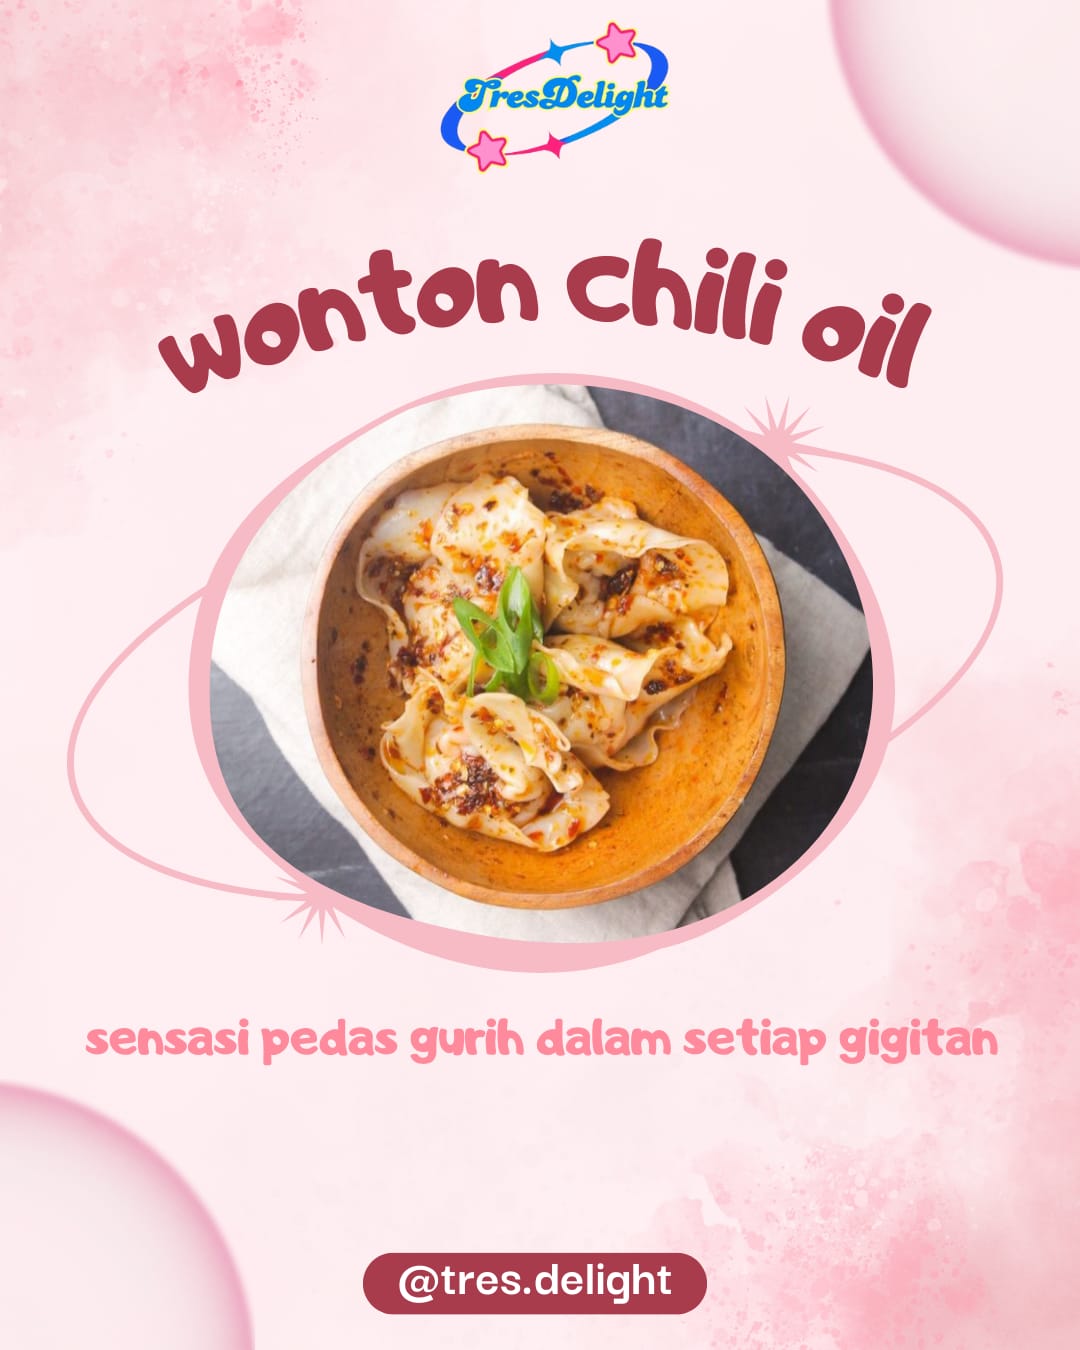 TresDelight
wonton chili oil
sensasi pedas gurih dalam setiap gigitan
@tres.delight